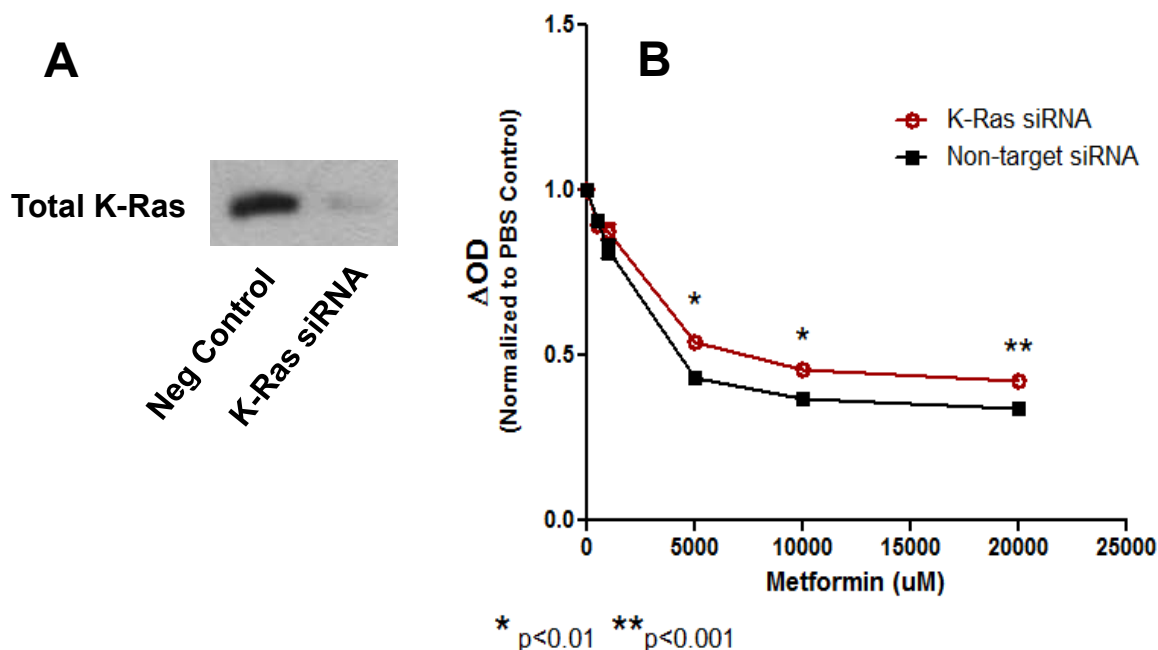 A
Total K-Ras
Neg Control
K-Ras siRNA
B
K-Ras siRNA
Non-target siRNA
ΔOD
(Normalized to PBS Control)
1.5
1.0
0.5
0.0
*
*
**
0 5000 10000 15000 20000 25000
Metformin (uM)
* p<0.01 **p<0.001